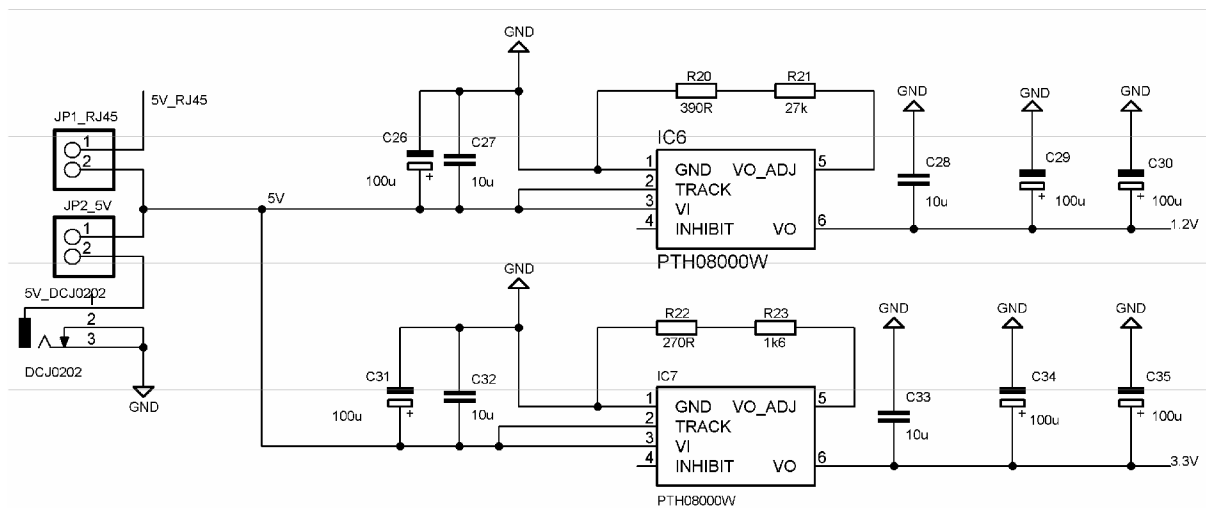 GND
5V_RJ45
JP1_RJ45
1
2
JP2_5V
1
2
5V_DCJ0202
1
2
3
DCJ0202
GND
5V
C26
100u
+
C27
10u
R20
390R
R21
27k
IC6
1 GND VO_ADJ 5
2 TRACK
3 VI
4 INHIBIT VO 6
PTH08000W
GND
C28
10u
GND
C29
+
100u
GND
C30
+
100u
1.2V
GND
C31
100u
+
C32
10u
R22
270R
R23
1k6
IC7
1 GND VO_ADJ 5
2 TRACK
3 VI
4 INHIBIT VO 6
PTH08000W
GND
C33
10u
GND
C34
+
100u
GND
C35
+
100u
3.3V